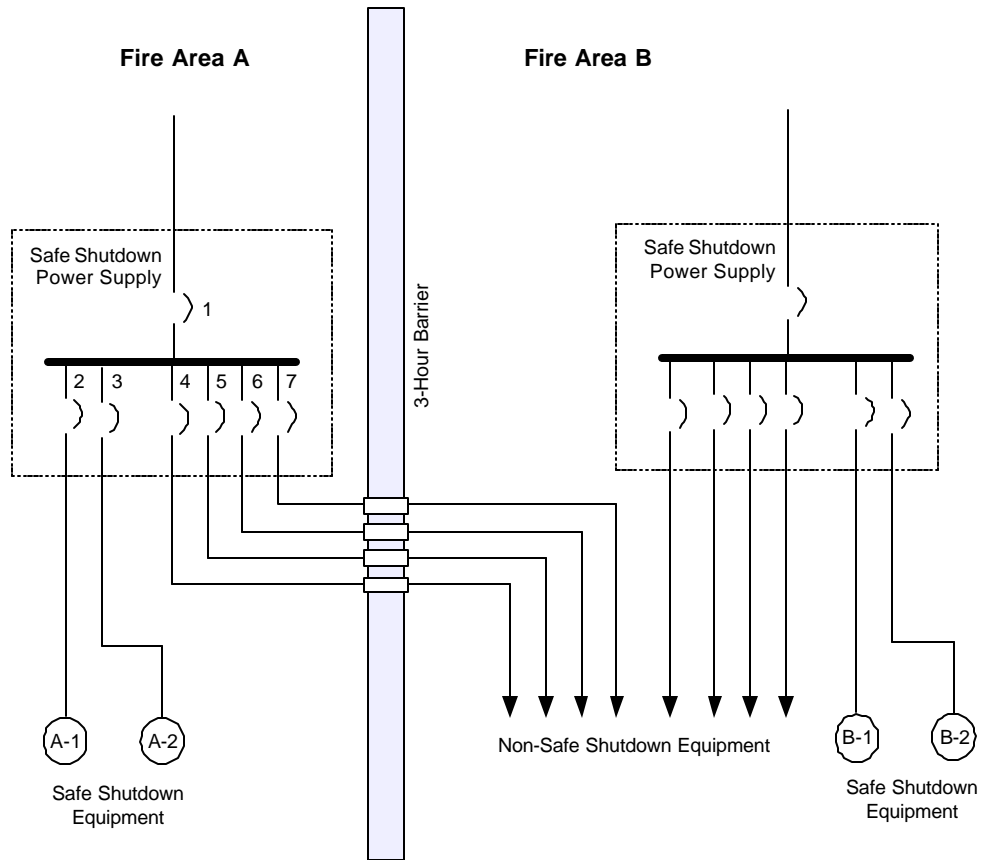 Fire Area A
Fire Area B
Safe Shutdown
Power Supply
1
2 3 4 5 6 7
3-Hour Barrier
Safe Shutdown
Power Supply
A-1
A-2
Safe Shutdown
Equipment
Non-Safe Shutdown Equipment
B-1
B-2
Safe Shutdown
Equipment